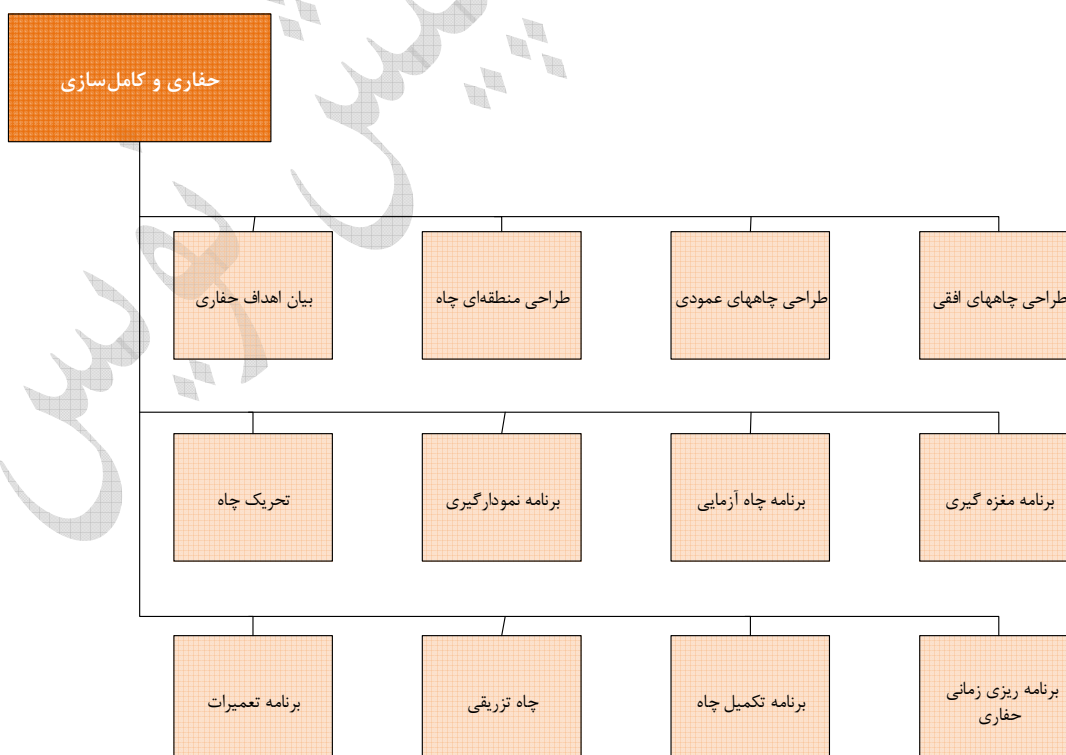 حفاری و کامل‌سازی
طراحی چاههای افقی
طراحی چاههای عمودی
طراحی منطقه‌ای چاه
بیان اهداف حفاری
برنامه مغزه گیری
برنامه چاه آزمایی
برنامه نمودارگیری
تحریک چاه
برنامه ریزی زمانی
حفاری
برنامه تکمیل چاه
چاه تزریقی
برنامه تعمیرات